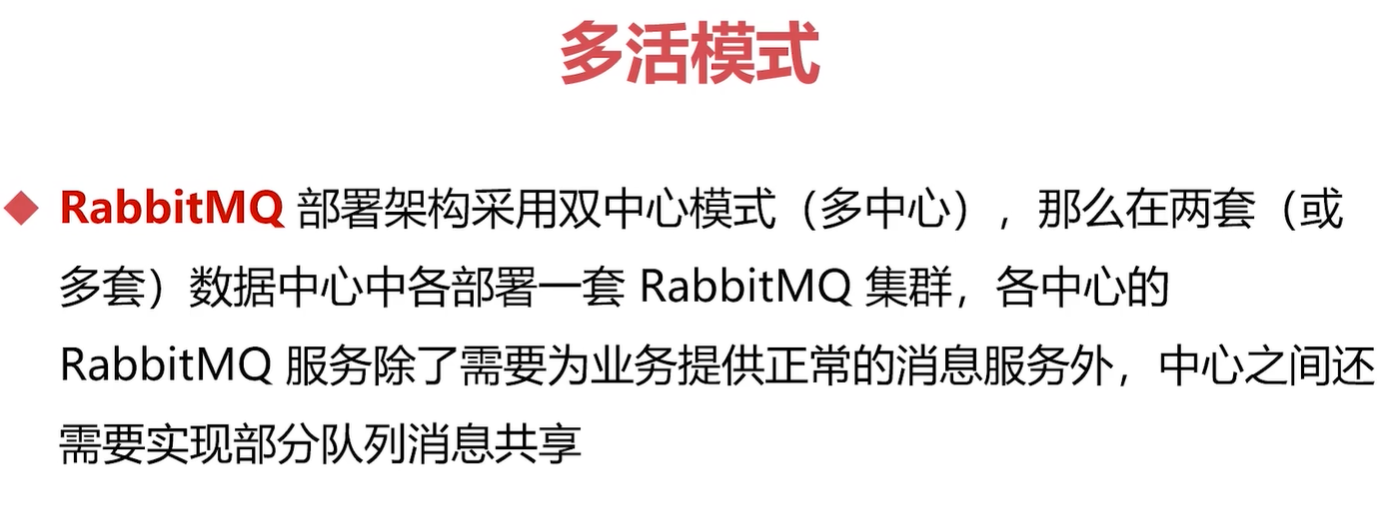 多活模式
RabbitMQ 部署架构采用双中心模式（多中心），那么在两套（或
多套）数据中心中各部署一套 RabbitMQ 集群，各中心的
RabbitMQ 服务除了需要为业务提供正常的消息服务外，中心之间还
需要实现部分队列消息共享